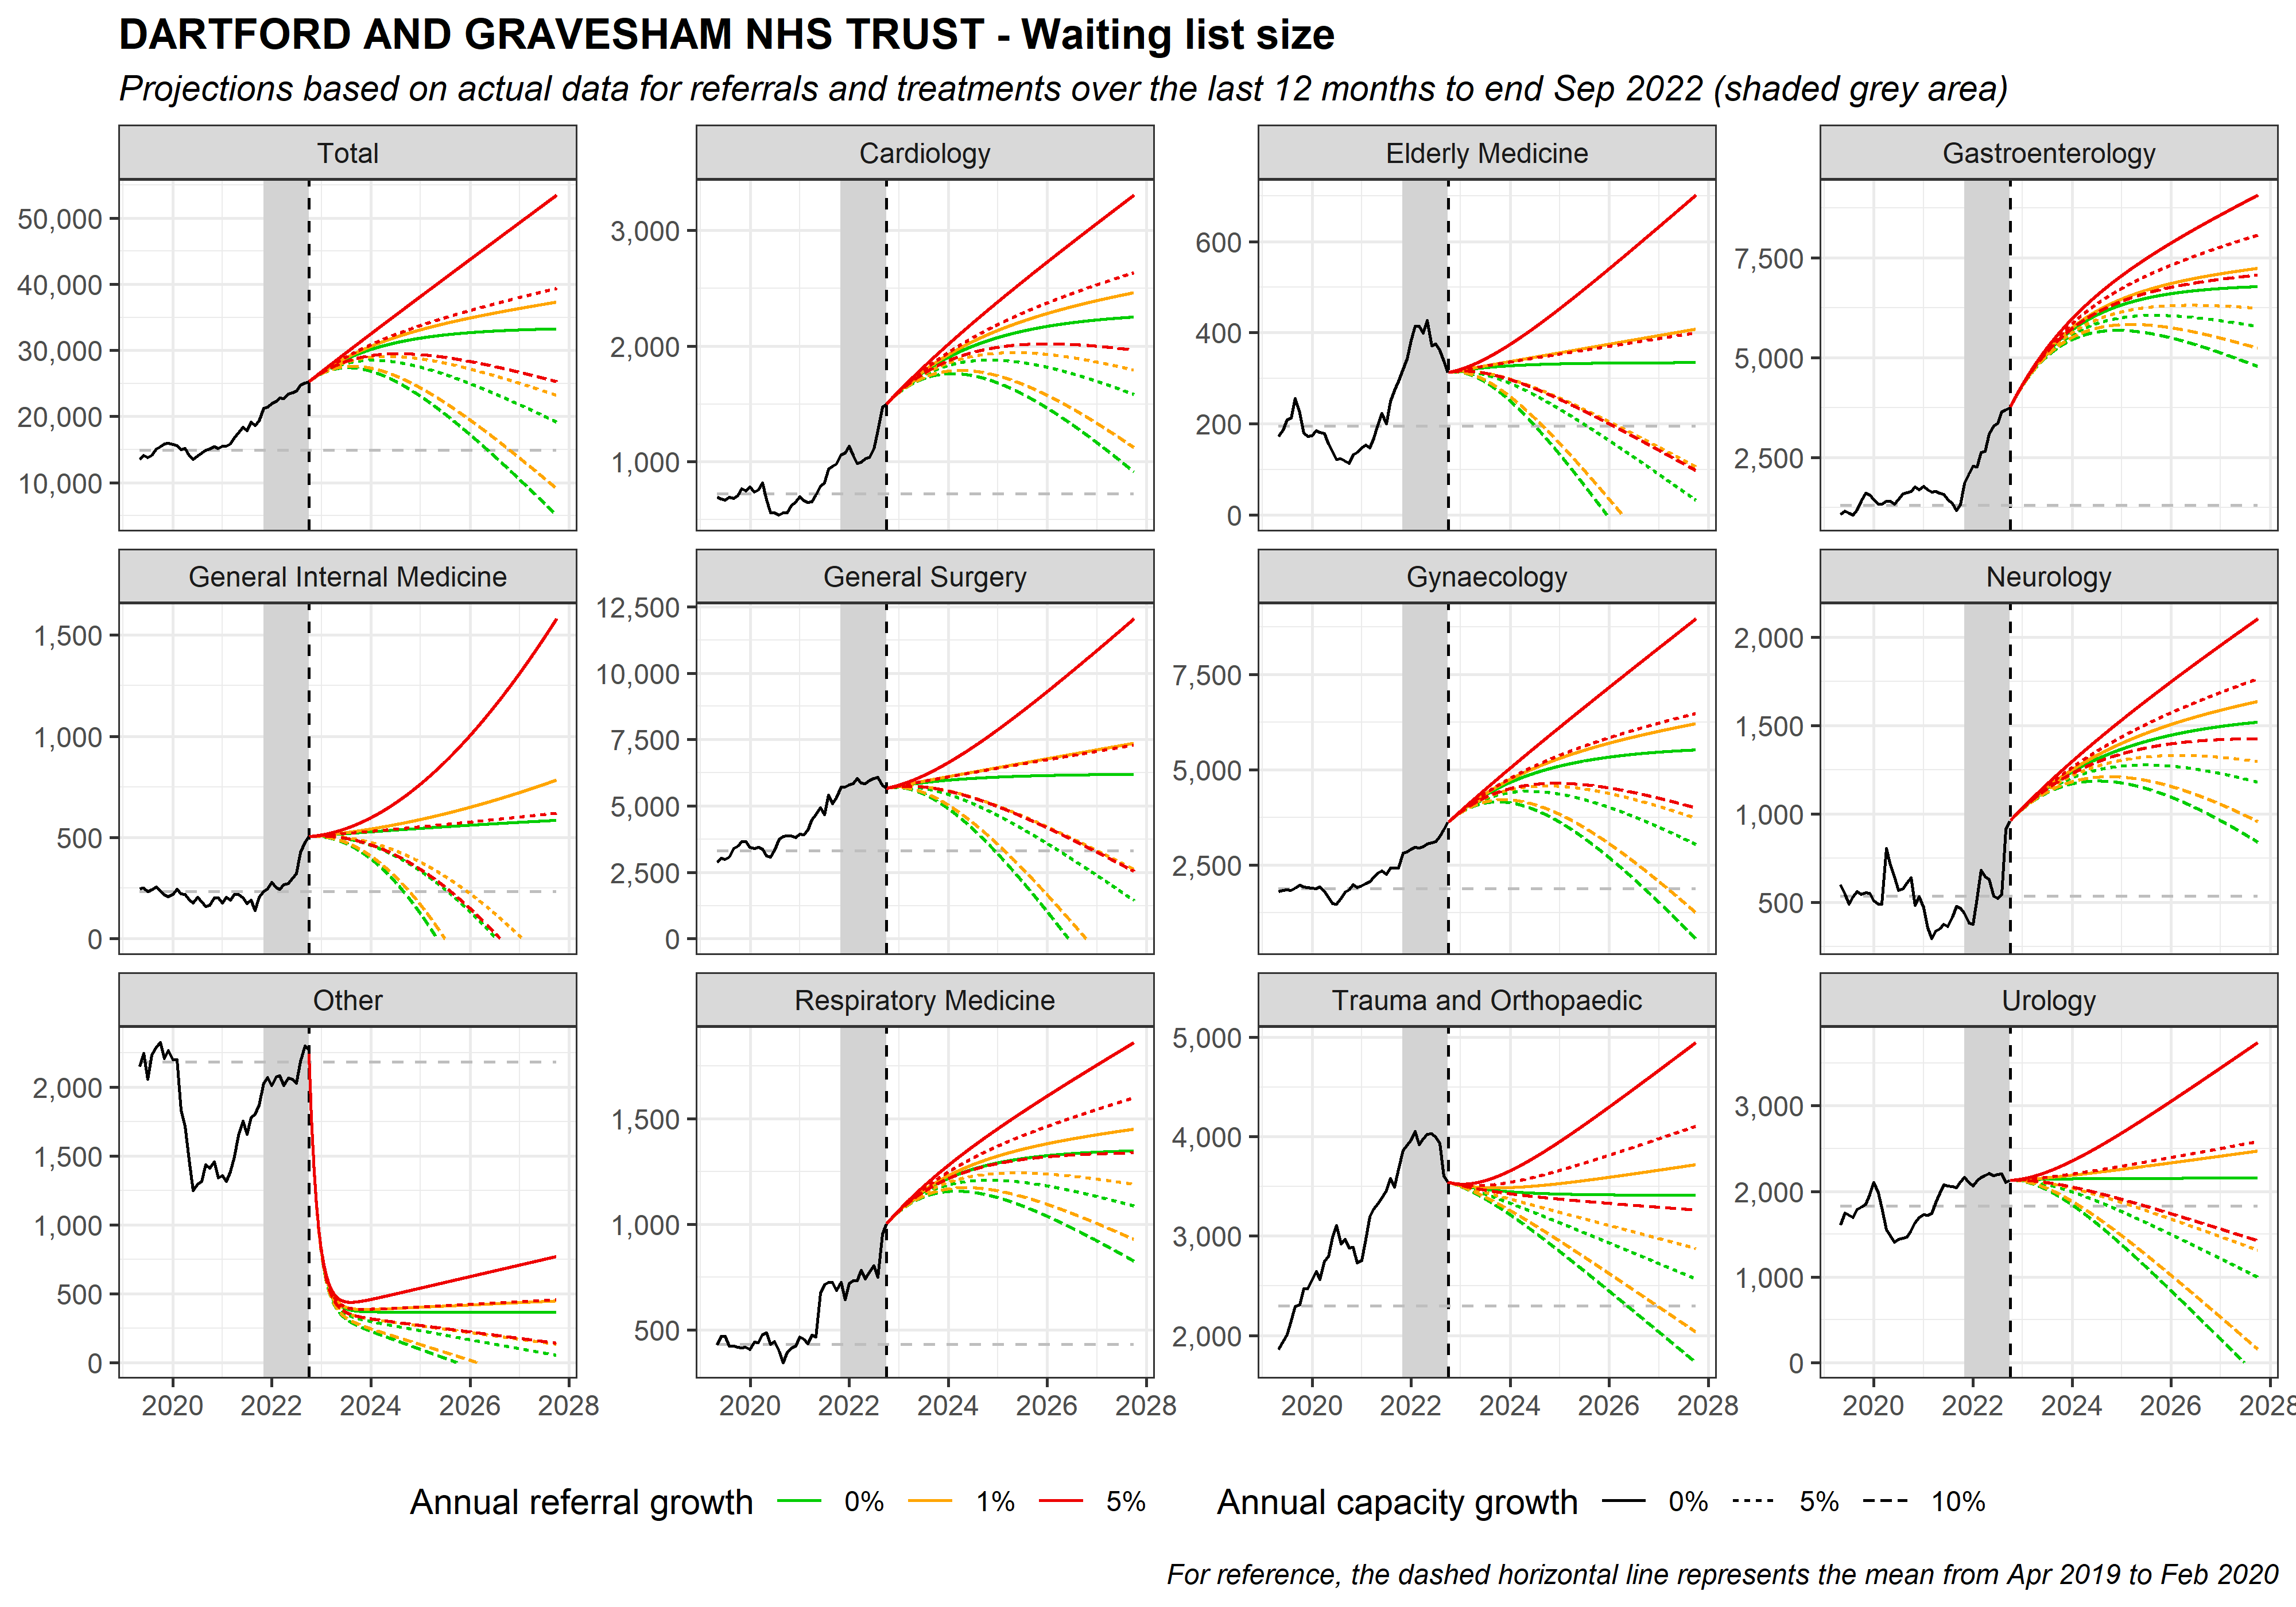 DARTFORD AND GRAVESHAM NHS TRUST - Waiting list size
Projections based on actual data for referrals and treatments over the last 12 months to end Sep 2022 (shaded grey area)
Total
Cardiology
Elderly Medicine
Gastroenterology
50,000
40,000
30,000
20,000
10,000
3,000
2,000
1,000
600
400
200
0
7,500
5,000
2,500
General Internal Medicine
General Surgery
Gynaecology
Neurology
1,500
1,000
500
0
12,500
10,000
7,500
5,000
2,500
0
7,500
5,000
2,500
2,000
1,500
1,000
500
Other
Respiratory Medicine
Trauma and Orthopaedic
Urology
2,000
1,500
1,000
500
0
1,500
1,000
500
5,000
4,000
3,000
2,000
3,000
2,000
1,000
0
2020 2022 2024 2026 2028
2020 2022 2024 2026 2028
2020 2022 2024 2026 2028
2020 2022 2024 2026 2028
Annual referral growth 0% 1% 5%
Annual capacity growth 0% 5% 10%
For reference, the dashed horizontal line represents the mean from Apr 2019 to Feb 2020